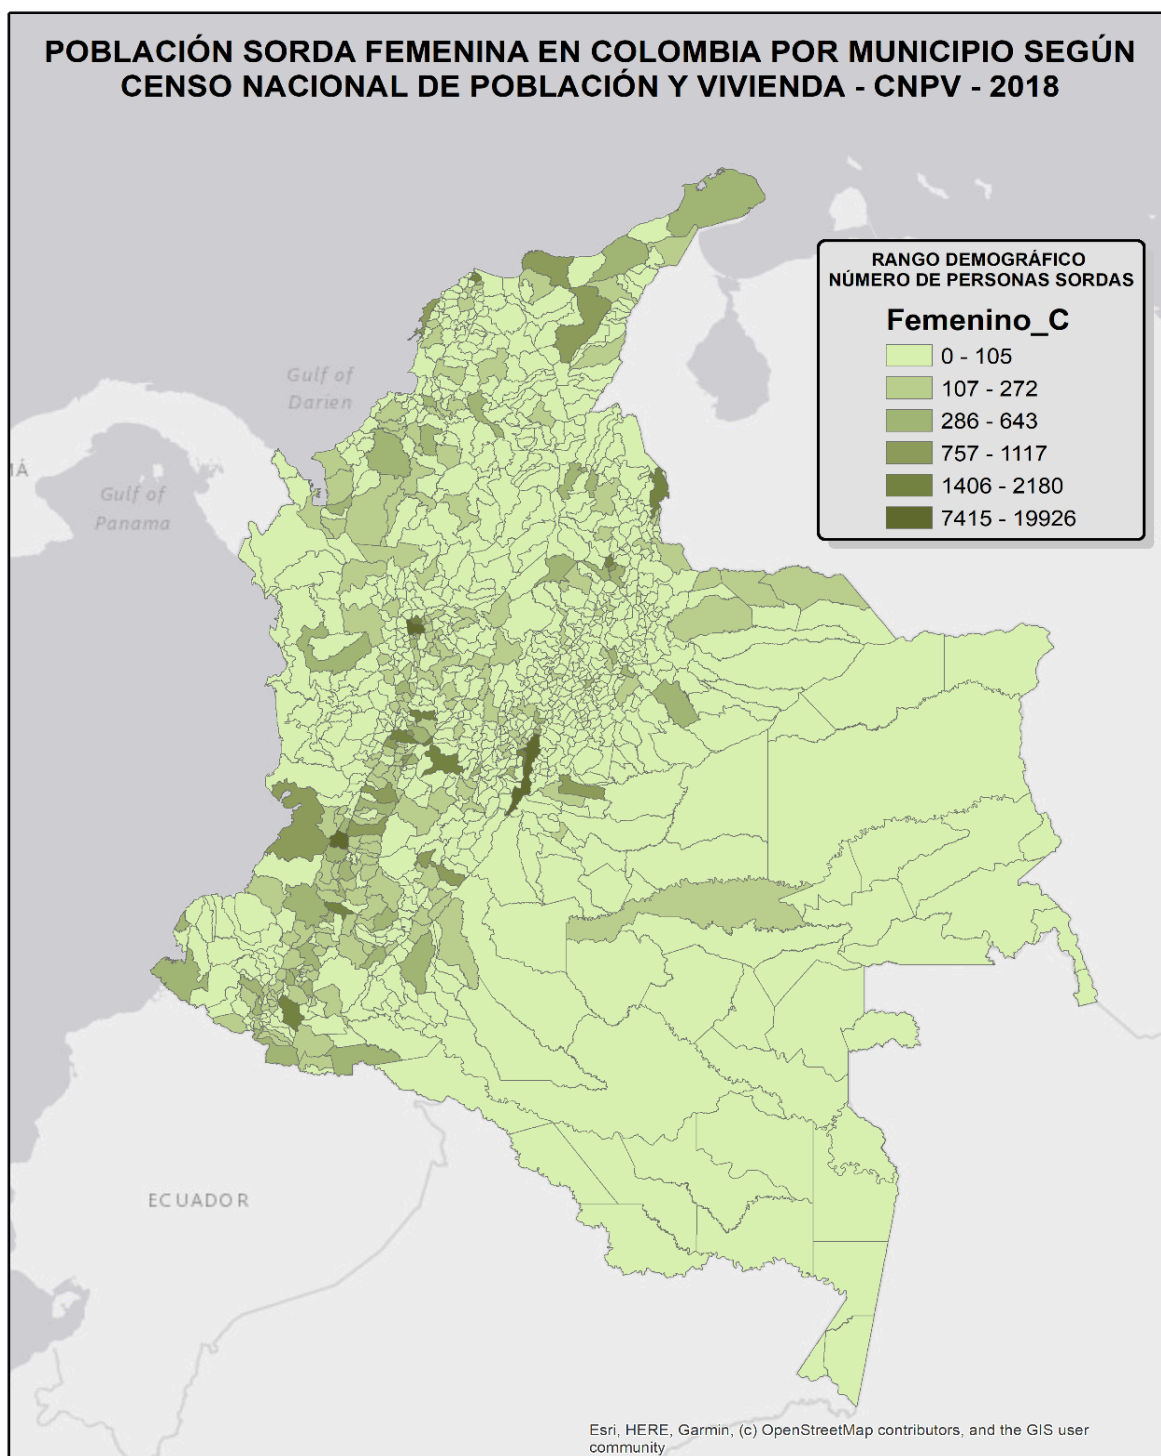 POBLACIÓN SORDA FEMENINA EN COLOMBIA POR MUNICIPIO SEGÚN
CENSO NACIONAL DE POBLACIÓN Y VIVIENDA - CNPV - 2018
RANGO DEMOGRÁFICO
NÚMERO DE PERSONAS SORDAS
Femenino_C
0 - 105
107 - 272
286 - 643
757 - 1117
1406 - 2180
7415 - 19926
Gulf of
Darien
MÁ
Gulf of
Panama
ECUADOR
Esri, HERE, Garmin, (c) OpenStreetMap contributors, and the GIS user
community